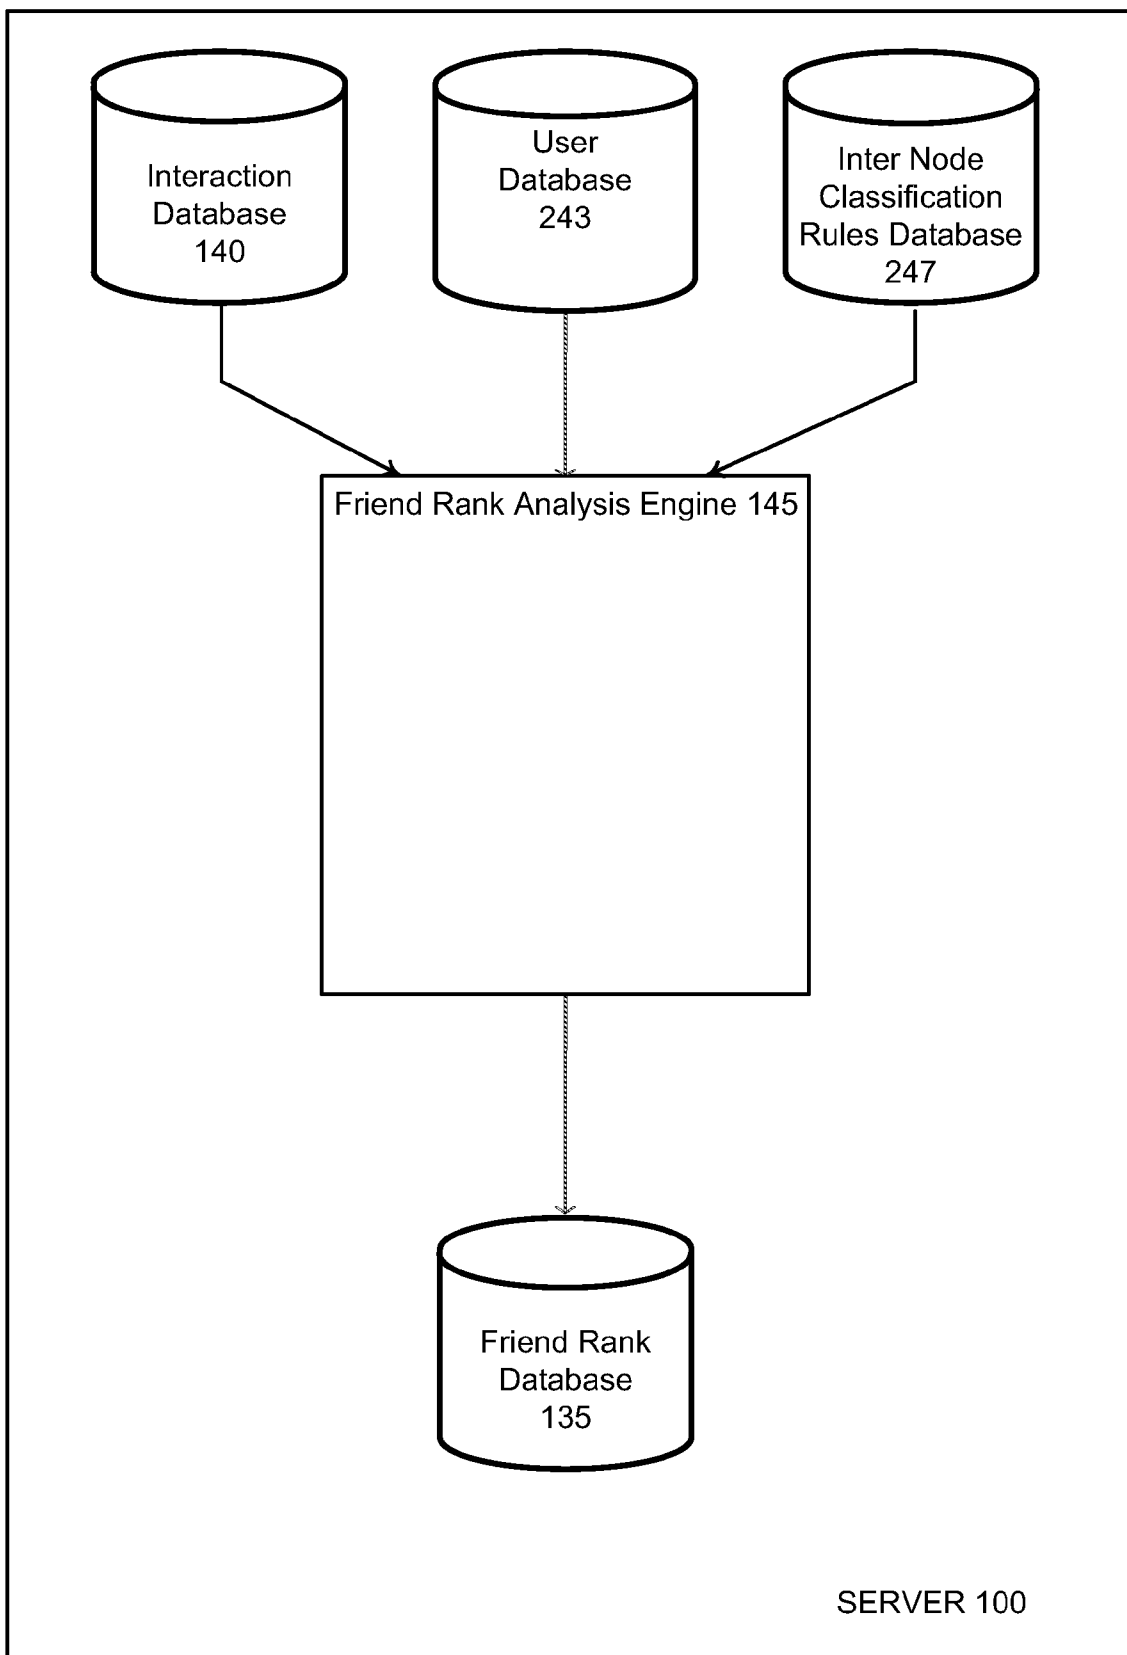 Interaction
Database
140
User
Database
243
Inter Node
Classification
Rules Database
247
Friend Rank Analysis Engine 145
Friend Rank
Database
135
SERVER 100